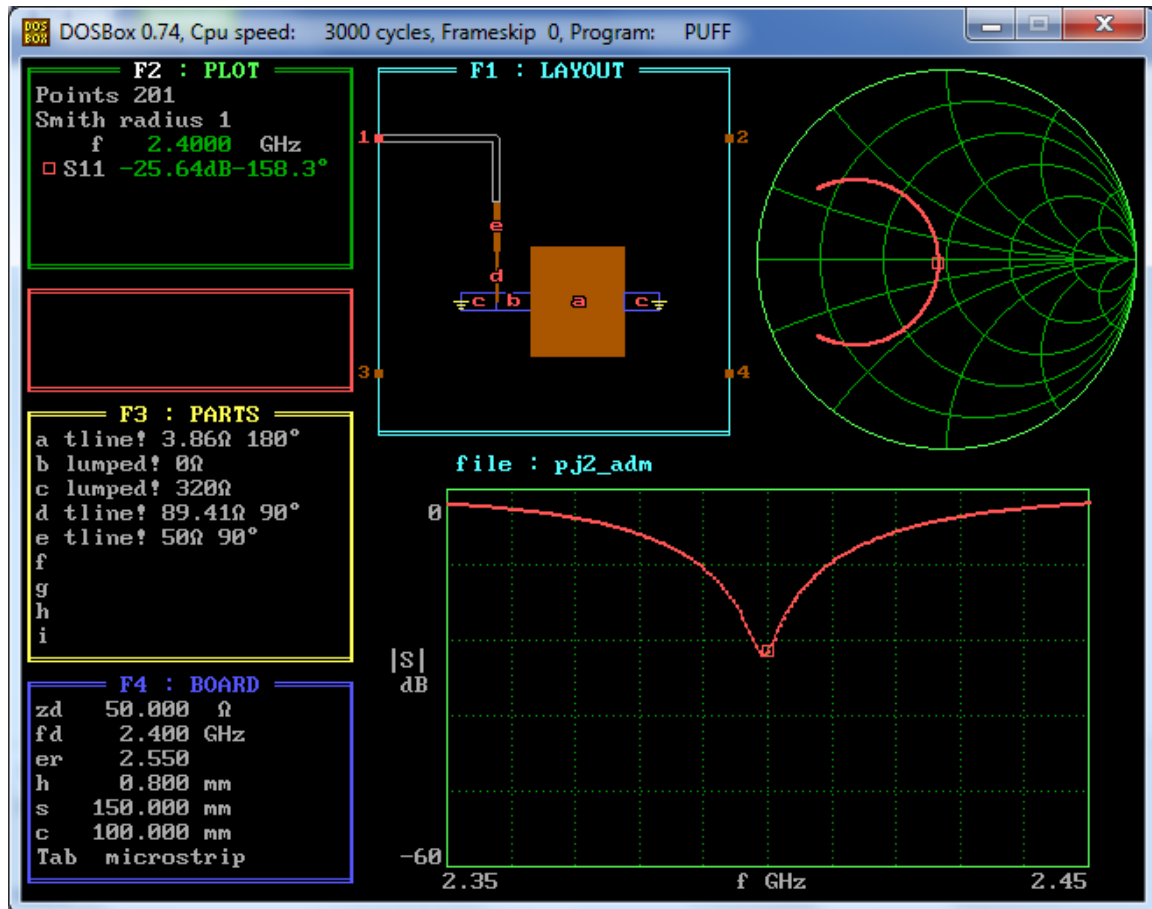 DOSBox 0.74, Cpu speed: 3000 cycles, Frameskip 0, Program: PUFF
F2 : PLOT
Points 201
Smith radius 1
f 2.4000 GHz
S11 -25.64dB-158.3°
F3 : PARTS
a tline! 3.86Ω 180°
b lumped! 0Ω
c lumped! 320Ω
d tline! 89.41Ω 90°
e tline! 50Ω 90°
f
g
h
i
F4 : BOARD
zd 50.000 Ω
fd 2.400 GHz
er 2.550
h 0.800 mm
s 150.000 mm
c 100.000 mm
Tab microstrip
F1 : LAYOUT
1
2
e
d
c b a c
3
4
file : pj2_adm
0
|S|
dB
-60
2.35 f GHz 2.45